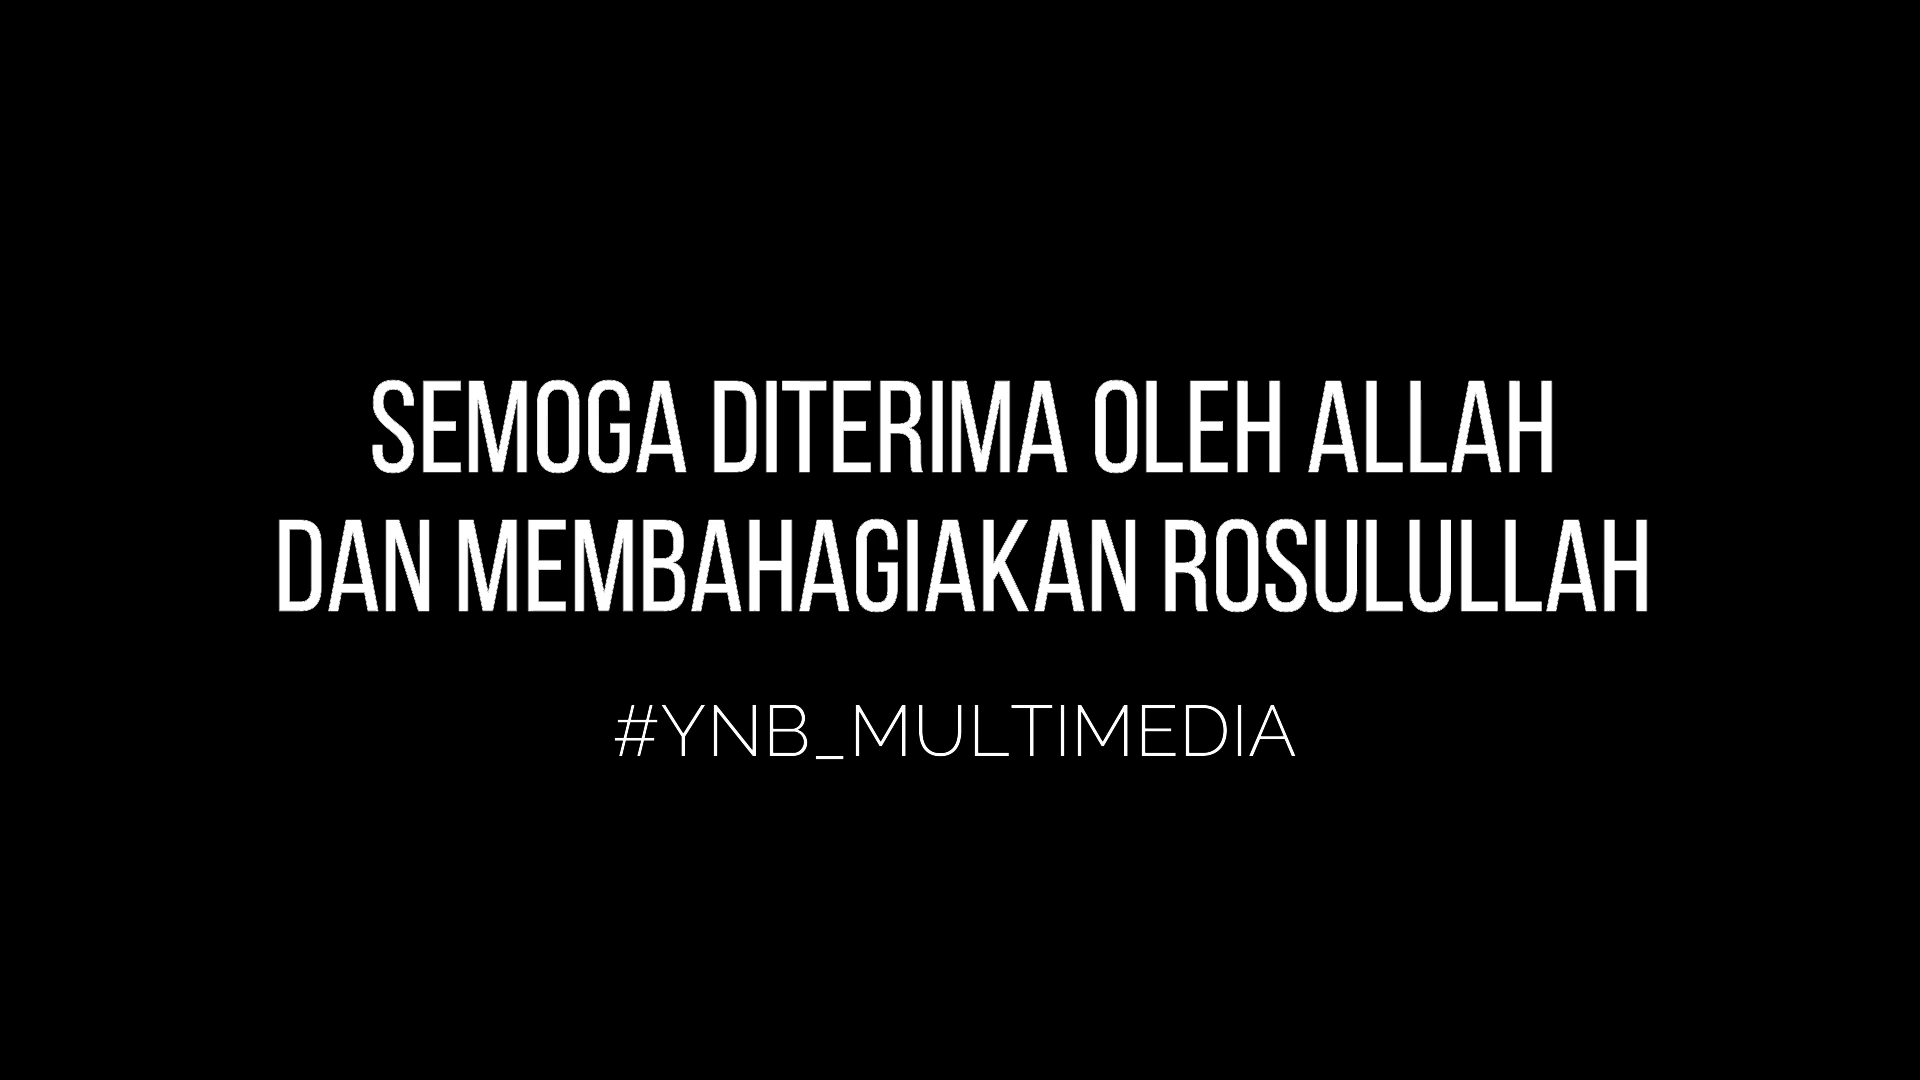 SEMOGA DITERIMA OLEH ALLAH
DAN MEMBAHAGIAKAN ROSULULLAH
#YNB_MULTIMEDIA